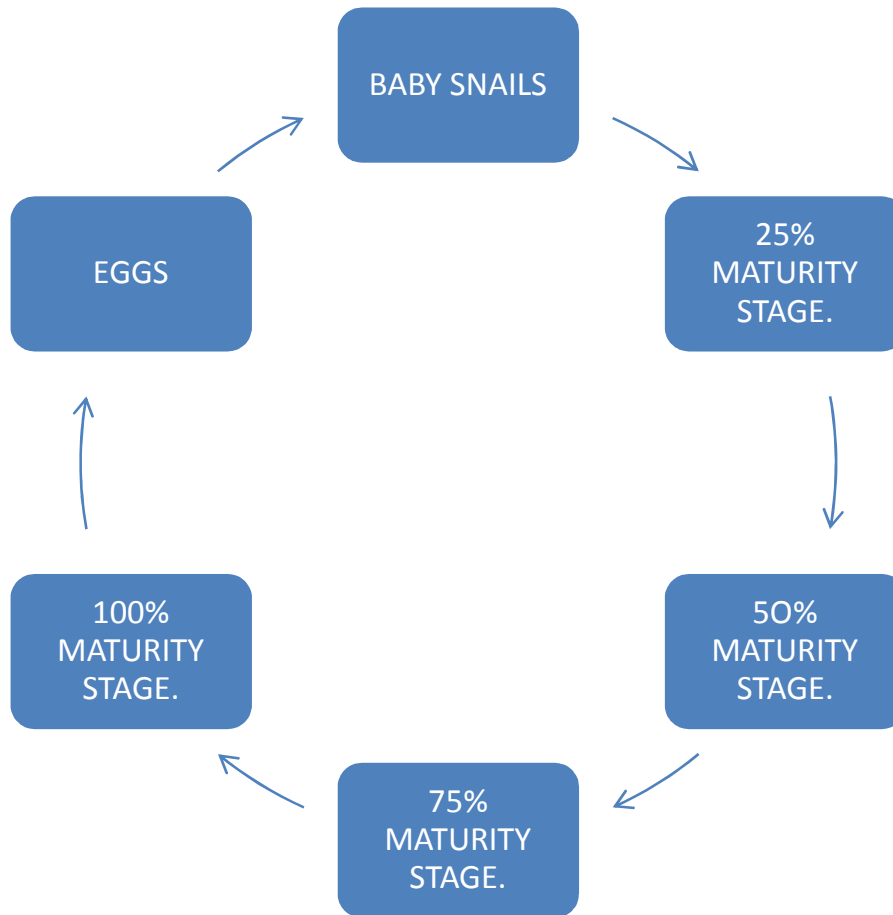 BABY SNAILS
25%
MATURITY
STAGE.
5O%
MATURITY
STAGE.
75%
MATURITY
STAGE.
100%
MATURITY
STAGE.
EGGS